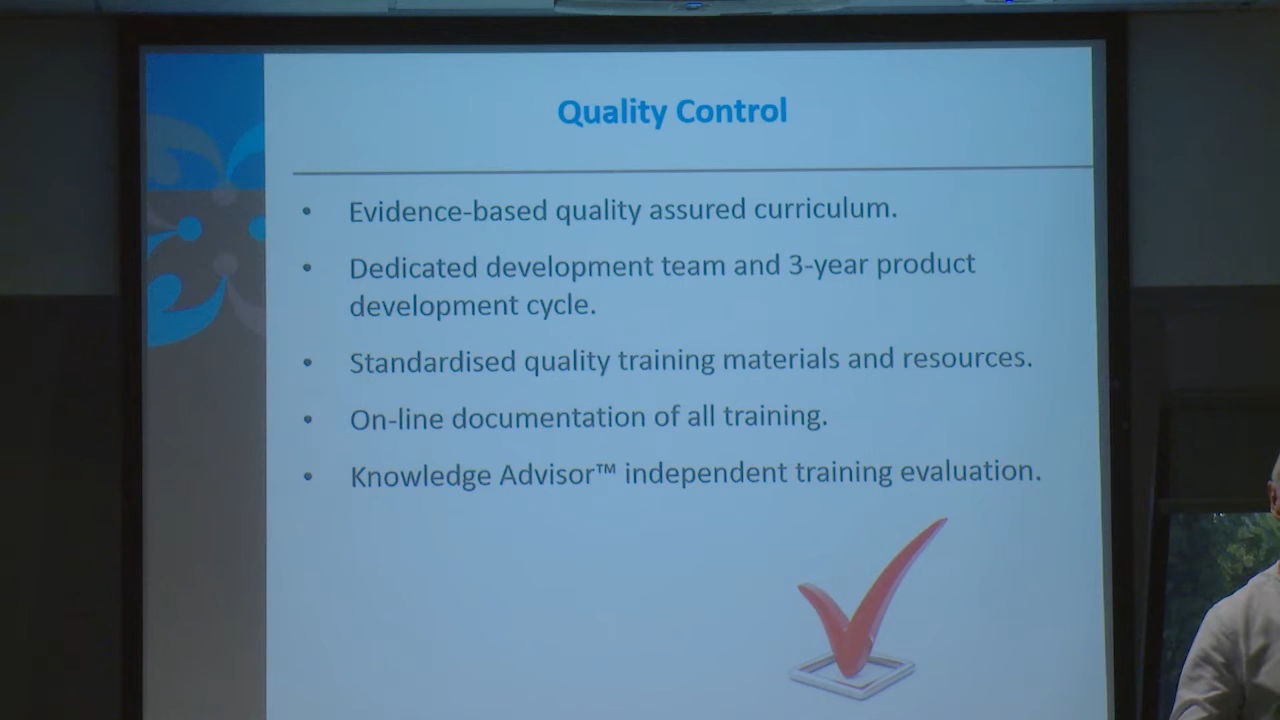 Quality Control
• Evidence-based quality assured curriculum.
• Dedicated development team and 3-year product
development cycle.
• Standardised quality training materials and resources.
• On-line documentation of all training.
• Knowledge Advisor™ independent training evaluation.